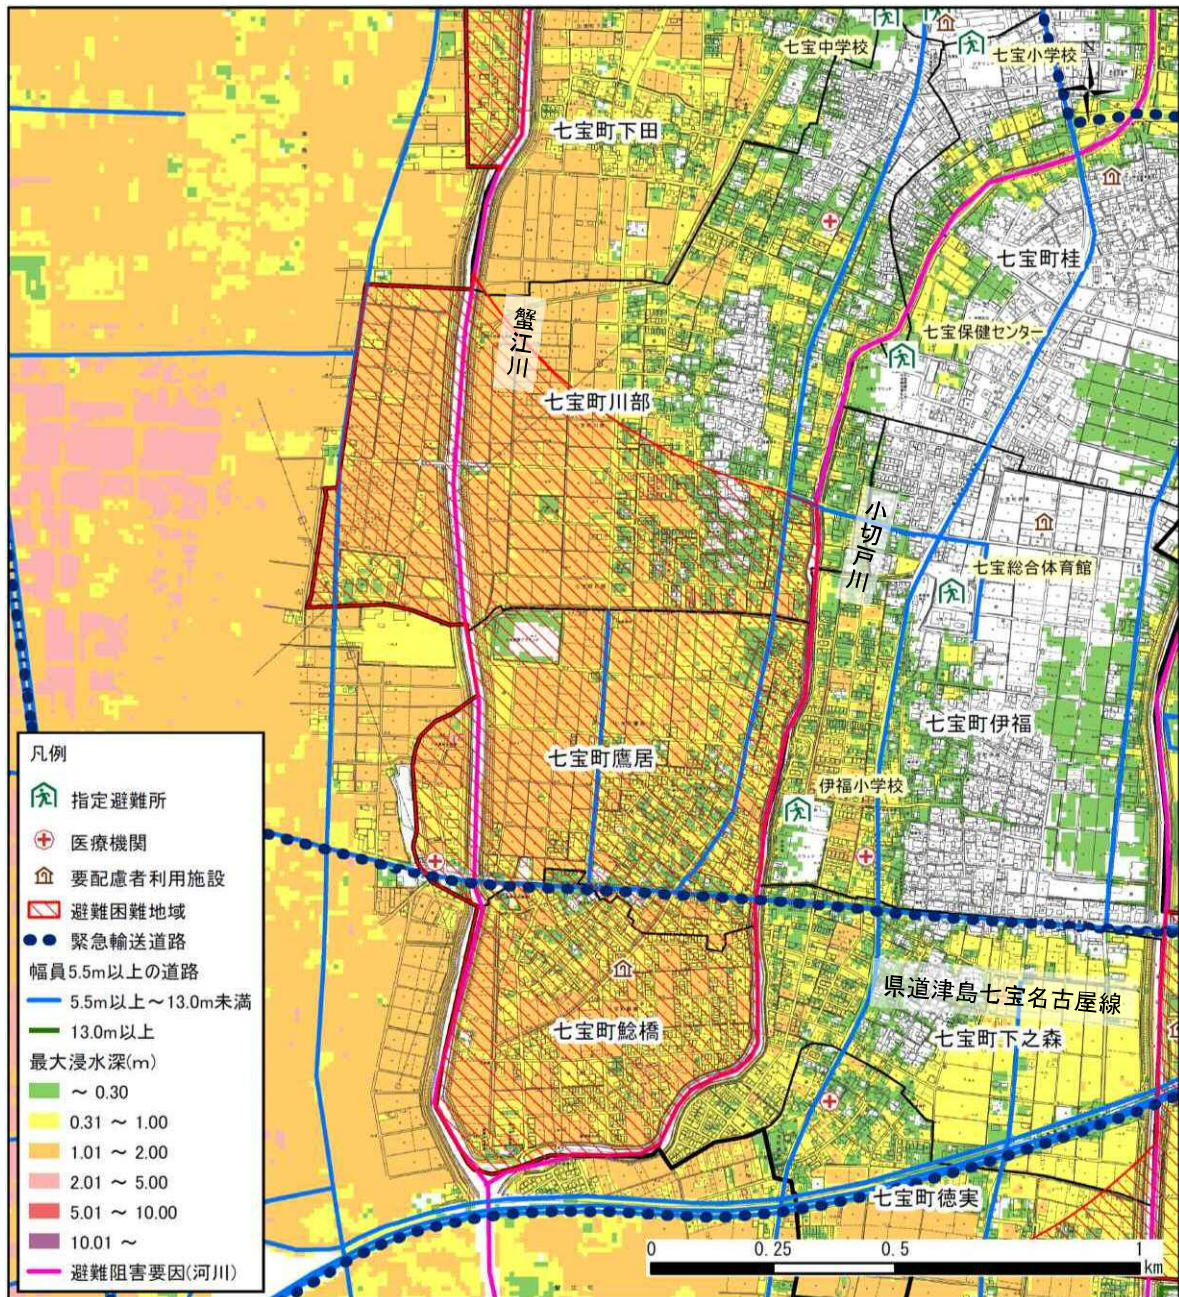 七宝中学校
七宝小学校
N
七宝町下田
七宝町桂
蟹江川
七宝保健センター
七宝町川部
小切戸川
七宝総合体育館
七宝町伊福
七宝町鷹居
伊福小学校
県道津島七宝名古屋線
七宝町鯰橋
七宝町下之森
七宝町徳実
凡例
指定避難所
医療機関
要配慮者利用施設
避難困難地域
緊急輸送道路
幅員5.5m以上の道路
5.5m以上～13.0m未満
13.0m以上
最大浸水深(m)
～ 0.30
0.31 ～ 1.00
1.01 ～ 2.00
2.01 ～ 5.00
5.01 ～ 10.00
10.01 ～
避難阻害要因(河川)
0 0.25 0.5 1
km